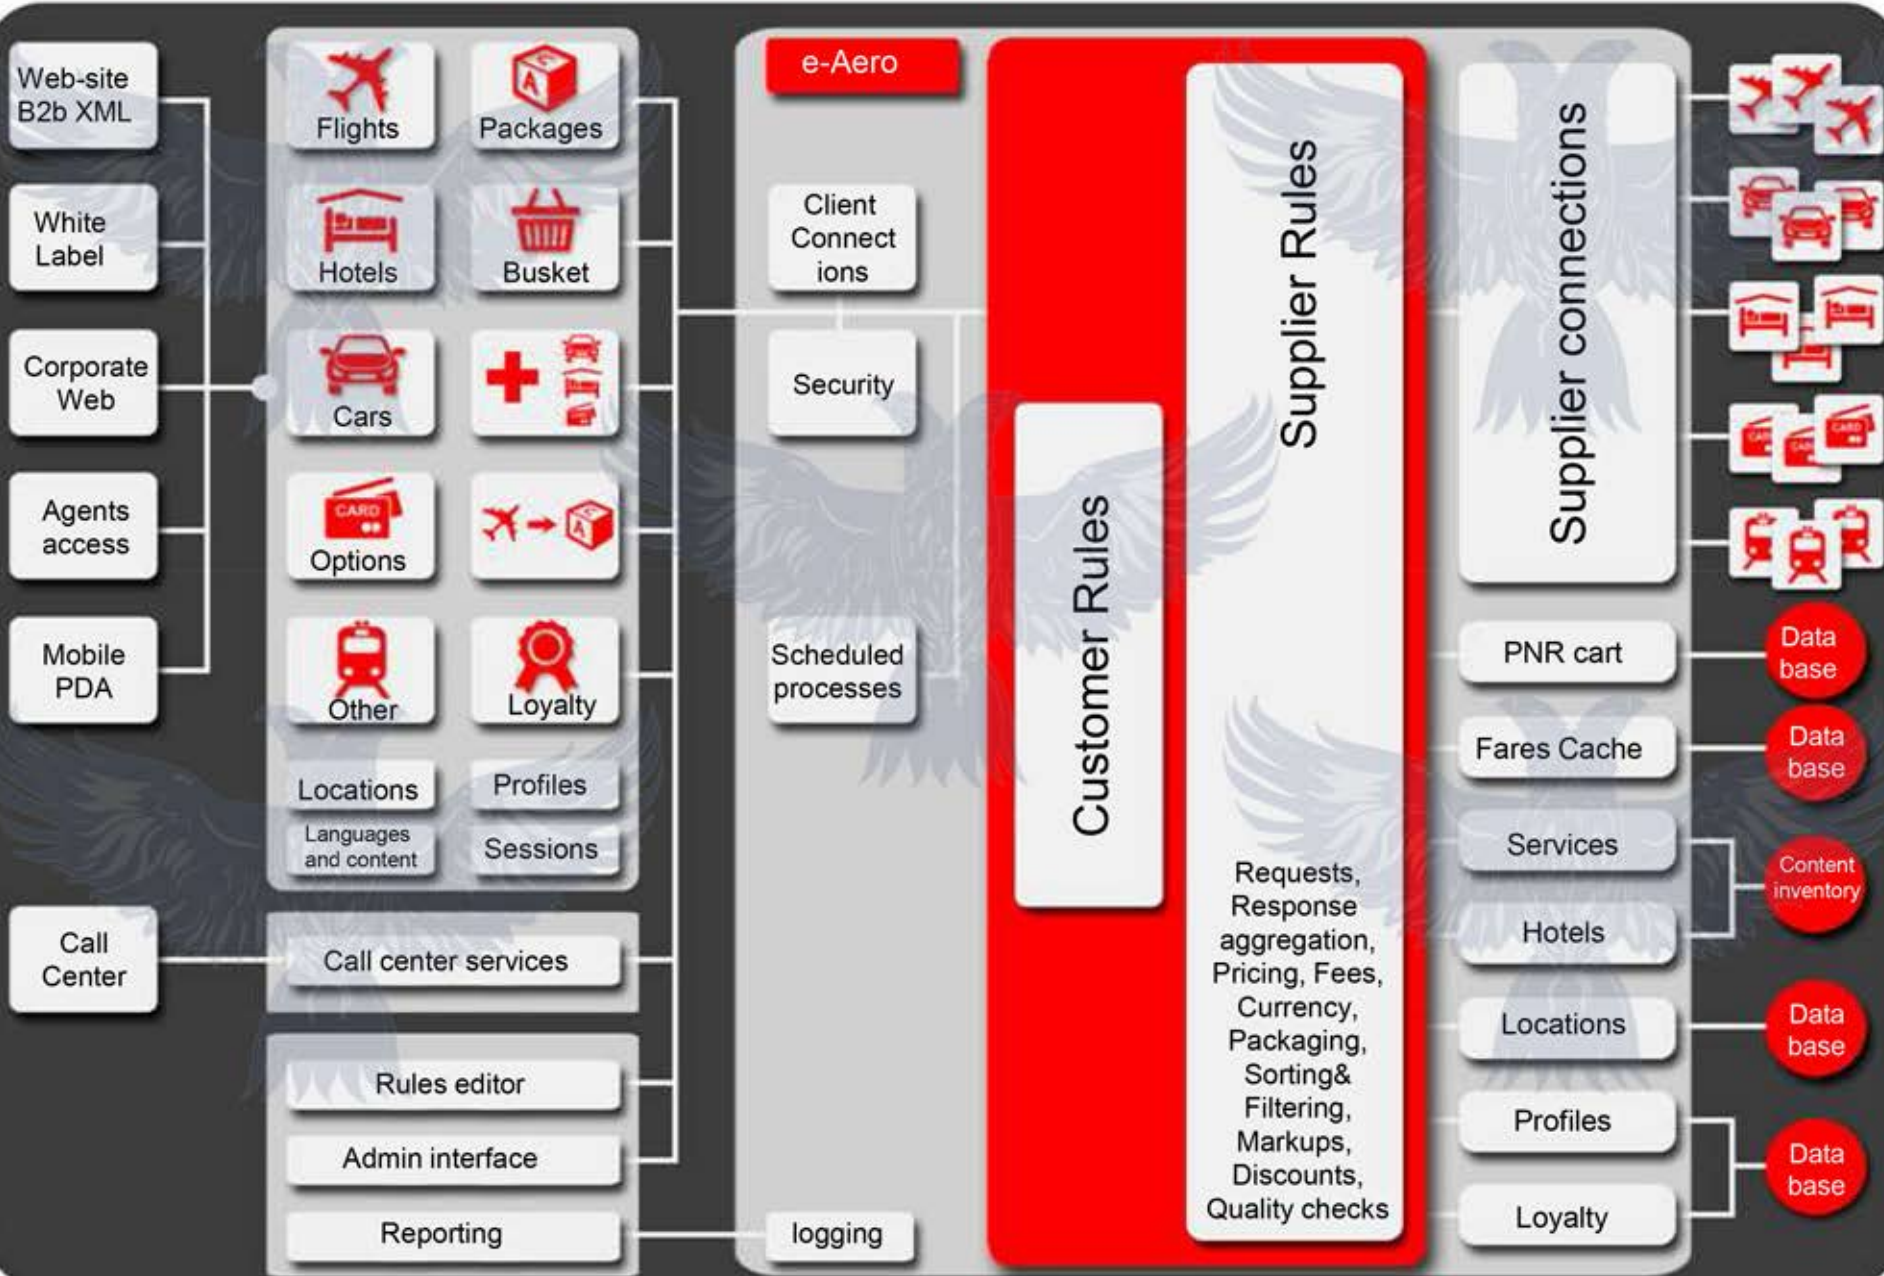 Web-site
B2b XML
White
Label
Corporate
Web
Agents
access
Mobile
PDA
Call
Center
Flights
Packages
Hotels
Busket
Cars
CARD
Options
A
Other
Loyalty
Locations
Profiles
Languages
and content
Sessions
Call center services
Rules editor
Admin interface
Reporting
e-Aero
Client
Connect
ions
Security
Scheduled
processes
logging
Customer Rules
Supplier Rules
Requests,
Response
aggregation,
Pricing, Fees,
Currency,
Packaging,
Sorting&
Filtering,
Markups,
Discounts,
Quality checks
Supplier connections
PNR cart
Fares Cache
Services
Hotels
Locations
Profiles
Loyalty
CARD
Data
base
Data
base
Content
inventory
Data
base
Data
base